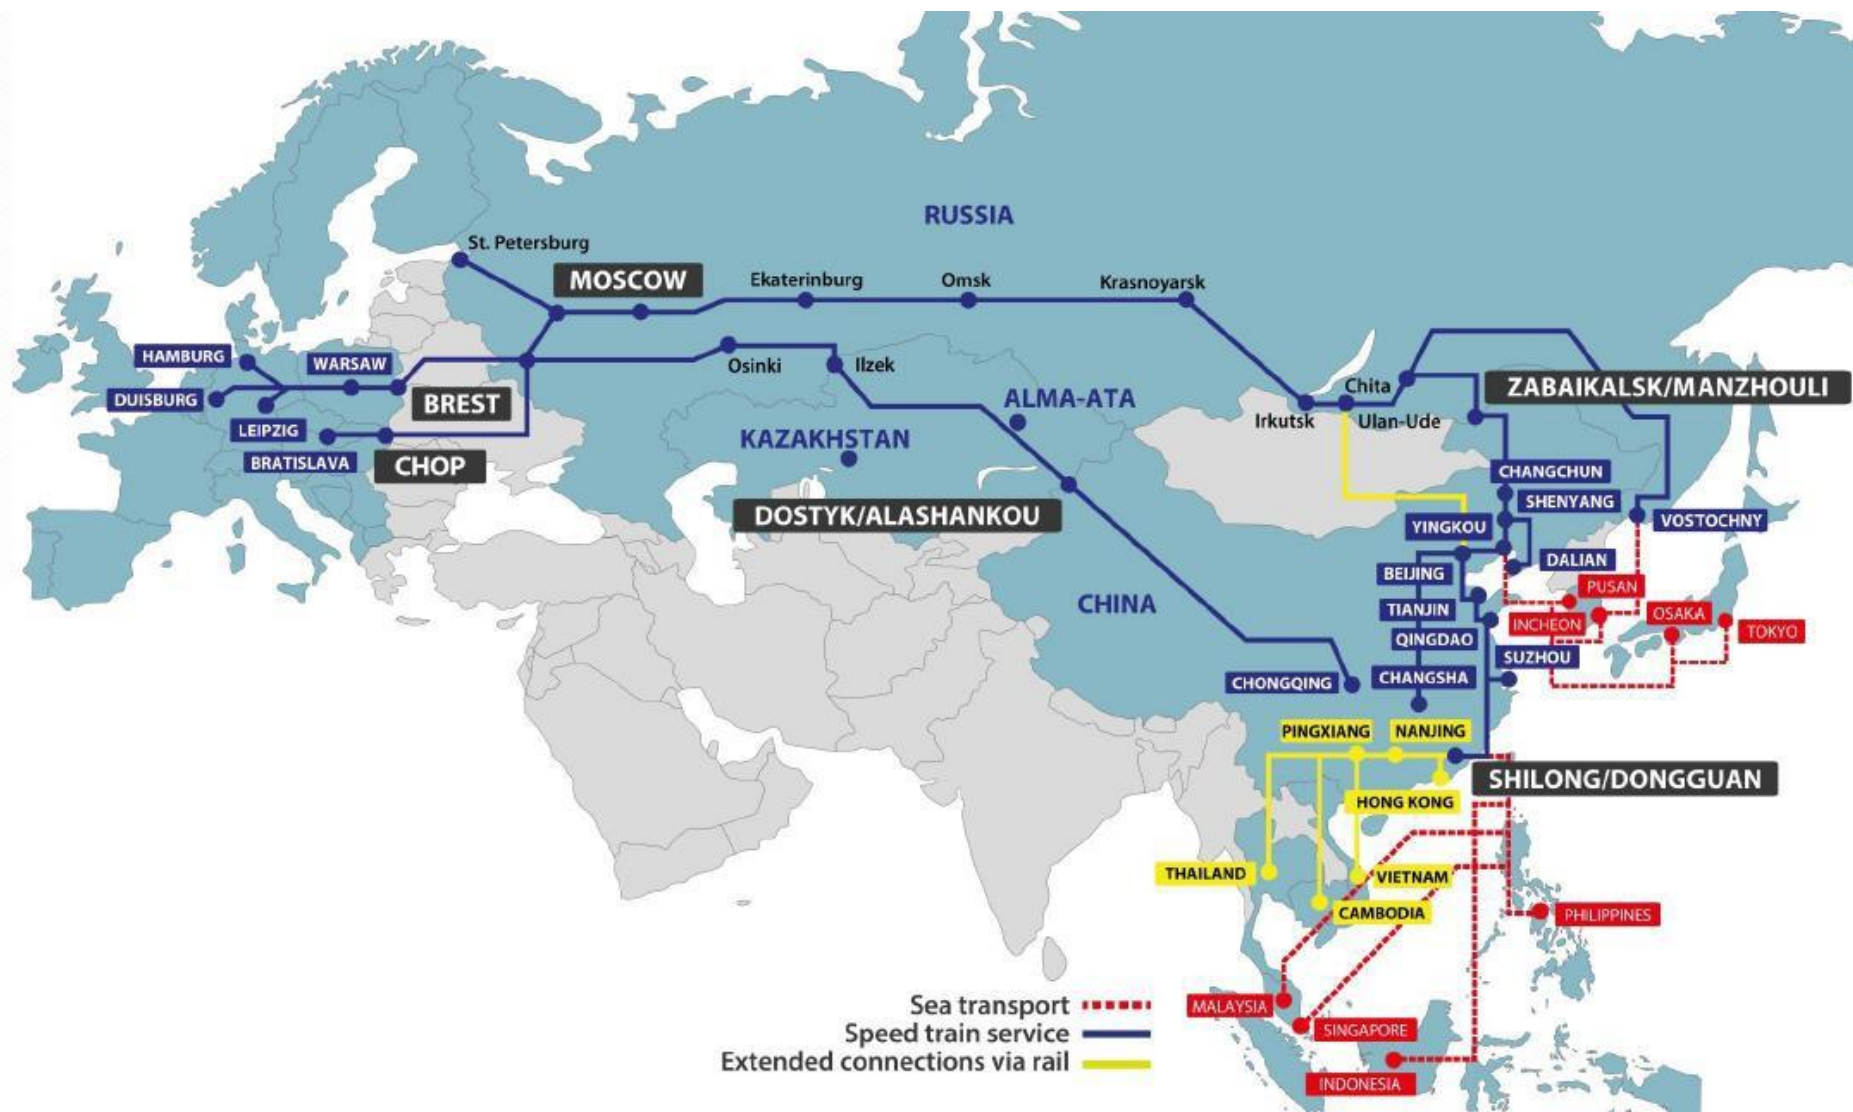 RUSSIA
St. Petersburg
MOSCOW
Ekaterinburg
Omsk
Krasnoyarsk
HAMBURG
WARSAW
DUISBURG
BREST
LEIPZIG
BRATISLAVA
CHOP
Osinki
Ilzek
ALMA-ATA
KAZAKHSTAN
DOSTYK/ALASHANKOU
Irkutsk
Chita
Ulan-Ude
ZABAIKALSK/MANZHOULI
CHANGCHUN
SHENYANG
YINGKOU
VOSTOCHNY
DALIAN
BEIJING
PUSAN
CHINA
TIANJIN
INCHEON
OSAKA
TOKYO
QINGDAO
SUZHOU
CHONGQING
CHANGSHA
PINGXIANG
NANJING
SHILONG/DONGGUAN
HONG KONG
THAILAND
VIETNAM
CAMBODIA
PHILIPPINES
MALAYSIA
SINGAPORE
INDONESIA
Sea transport
Speed train service
Extended connections via rail